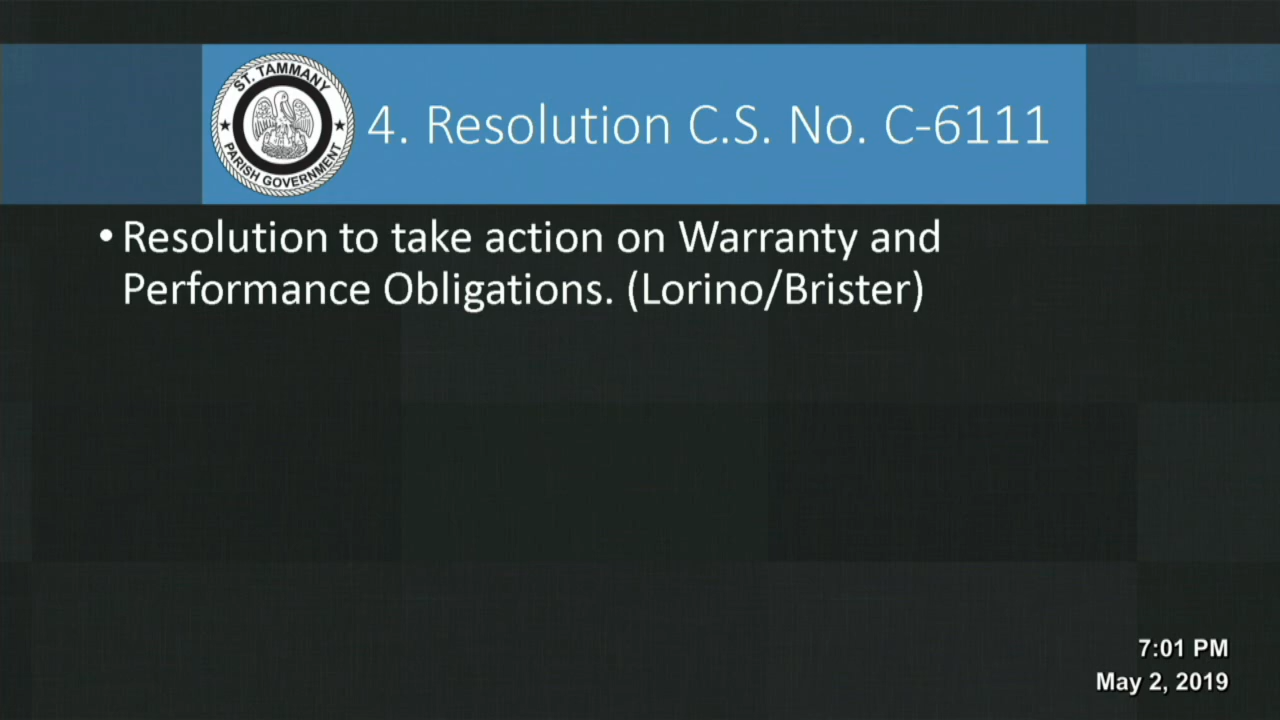 ST. TAMMANY
PARISH GOVERNMENT
4. Resolution C.S. No. C-6111
• Resolution to take action on Warranty and
Performance Obligations. (Lorino/Brister)
7:01 PM
May 2, 2019